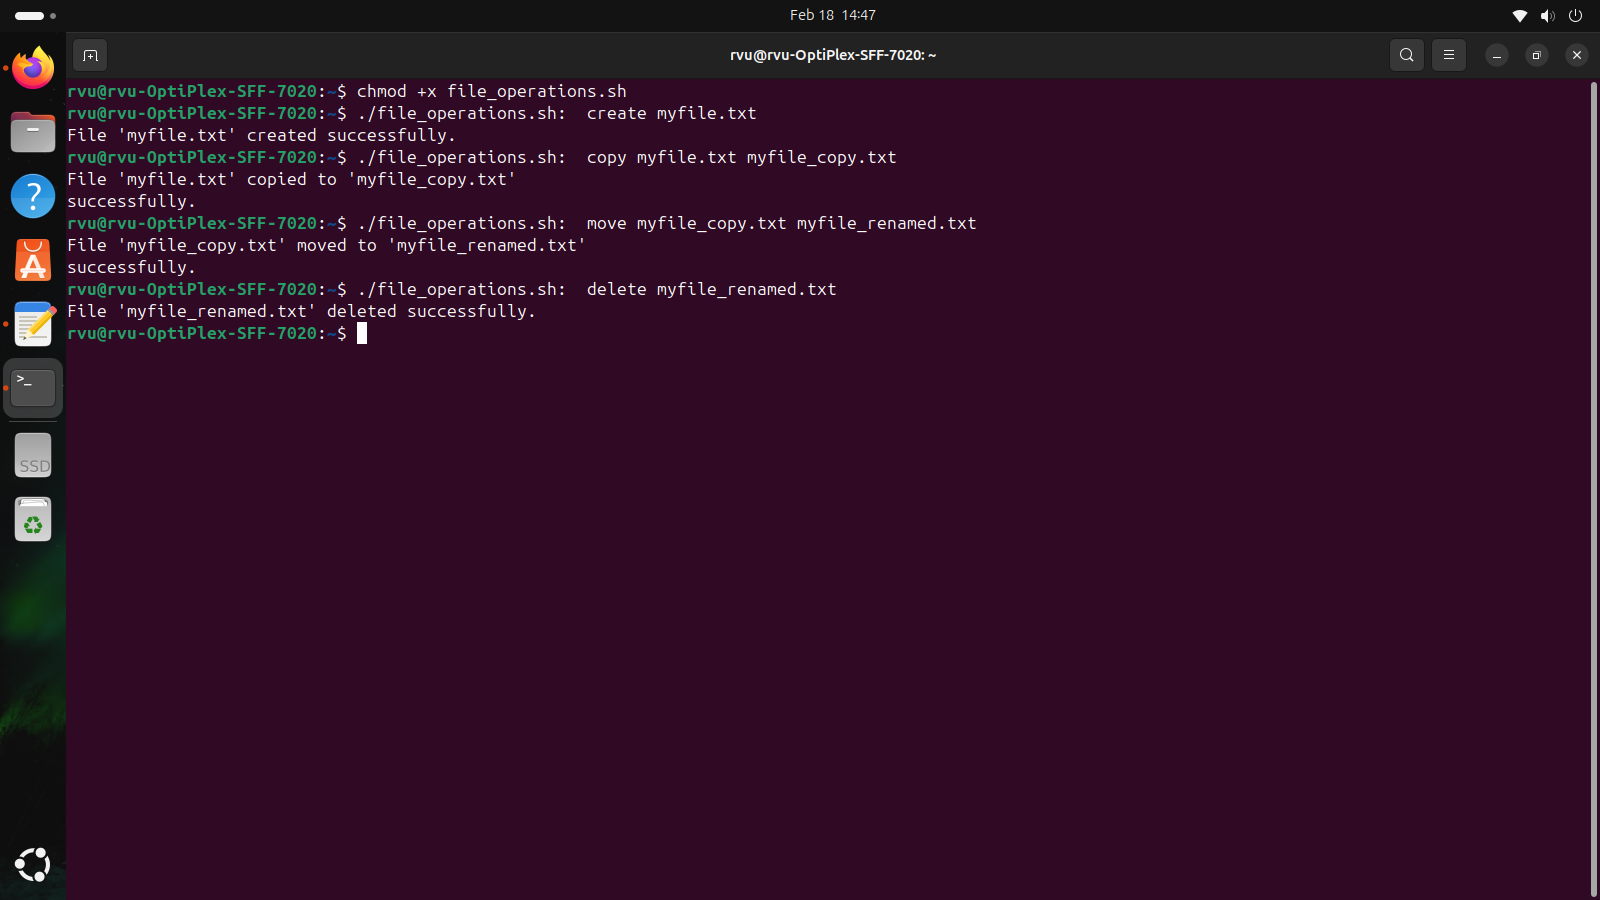 Feb 18 14:47
rvu@rvu-OptiPlex-SFF-7020: ~
rvu@rvu-OptiPlex-SFF-7020:~$ chmod +x file_operations.sh
rvu@rvu-OptiPlex-SFF-7020:~$ ./file_operations.sh:  create myfile.txt
File 'myfile.txt' created successfully.
rvu@rvu-OptiPlex-SFF-7020:~$ ./file_operations.sh:  copy myfile.txt myfile_copy.txt
File 'myfile.txt' copied to 'myfile_copy.txt'
successfully.
rvu@rvu-OptiPlex-SFF-7020:~$ ./file_operations.sh:  move myfile_copy.txt myfile_renamed.txt
File 'myfile_copy.txt' moved to 'myfile_renamed.txt'
successfully.
rvu@rvu-OptiPlex-SFF-7020:~$ ./file_operations.sh:  delete myfile_renamed.txt
File 'myfile_renamed.txt' deleted successfully.
rvu@rvu-OptiPlex-SFF-7020:~$
>_
SSD